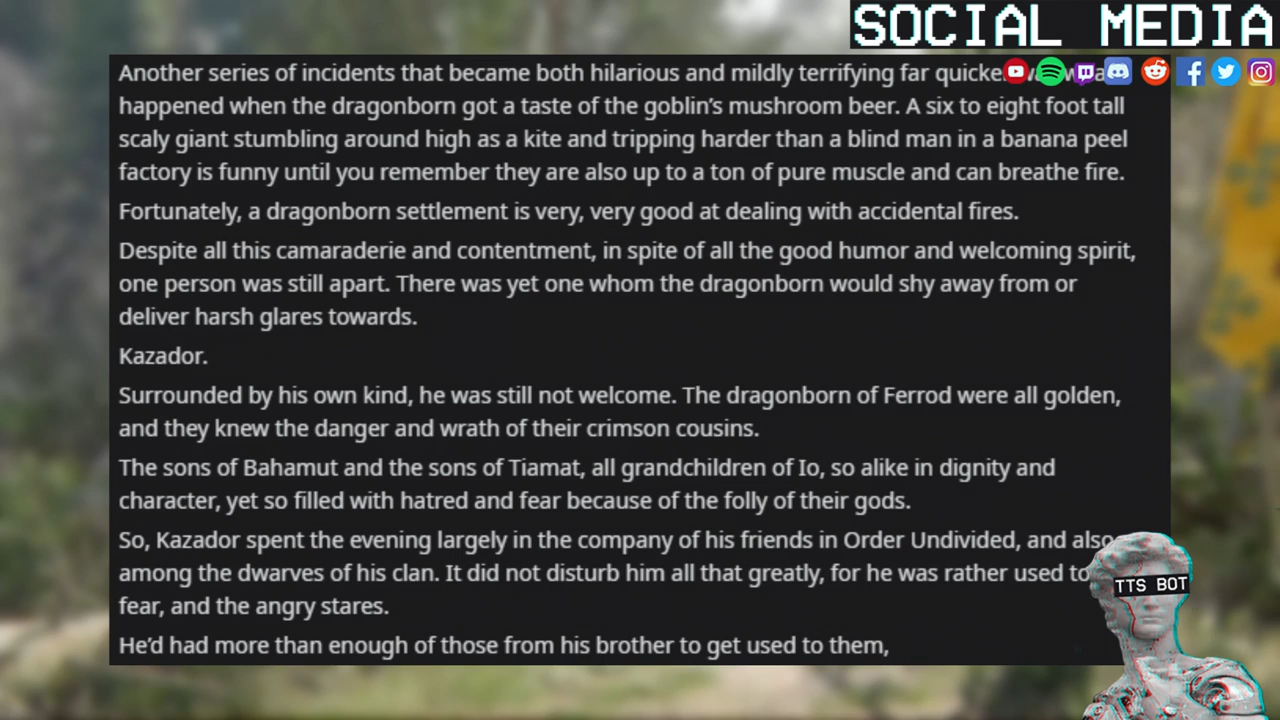 SOCIAL MEDIA
Another series of incidents that became both hilarious and mildly terrifying far
happened when the dragonborn got a taste of the goblin's mushroom beer. A six to eight foot tall
scaly giant stumbling around high as a kite and tripping harder than a blind man in a banana peel
factory is funny until you remember they are also up to a ton of pure muscle and can breathe fire.
Fortunately, a dragonborn settlement is very, very good at dealing with accidental fires.
Despite all this camaraderie and contentment, in spite of all the good humor and welcoming spirit,
one person was still apart. There was yet one whom the dragonborn would shy away from or
deliver harsh glares towards.
Kazador.
Surrounded by his own kind, he was still not welcome. The dragonborn of Ferrod were all golden,
and they knew the danger and wrath of their crimson cousins.
The sons of Bahamut and the sons of Tiamat, all grandchildren of Io, so alike in dignity and
character, yet so filled with hatred and fear because of the folly of their gods.
So, Kazador spent the evening largely in the company of his friends in Order Undivided, and also
among the dwarves of his clan. It did not disturb him all that greatly, for he was rather used to
fear, and the angry stares.
He'd had more than enough of those from his brother to get used to them,
TTS BOT